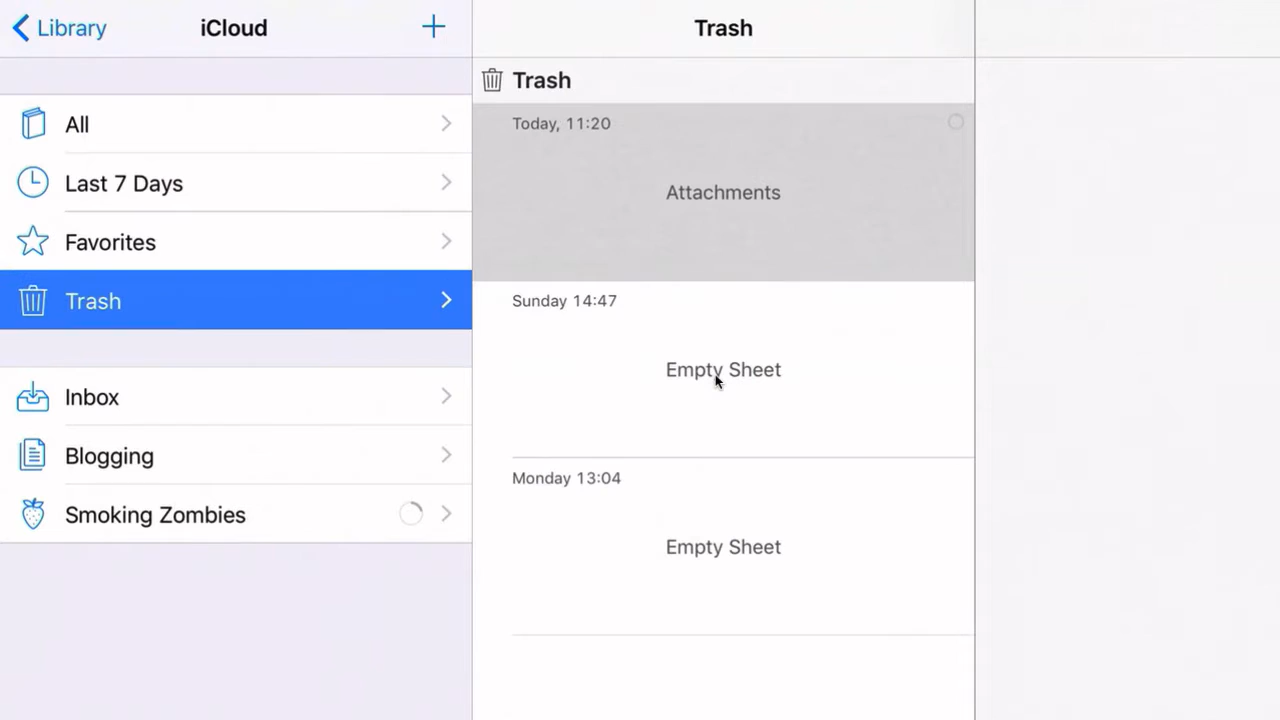 Library
iCloud
+
Trash
All
Last 7 Days
Favorites
Trash
Inbox
Blogging
Smoking Zombies
Trash
Today, 11:20
Attachments
Sunday 14:47
Empty Sheet
Monday 13:04
Empty Sheet